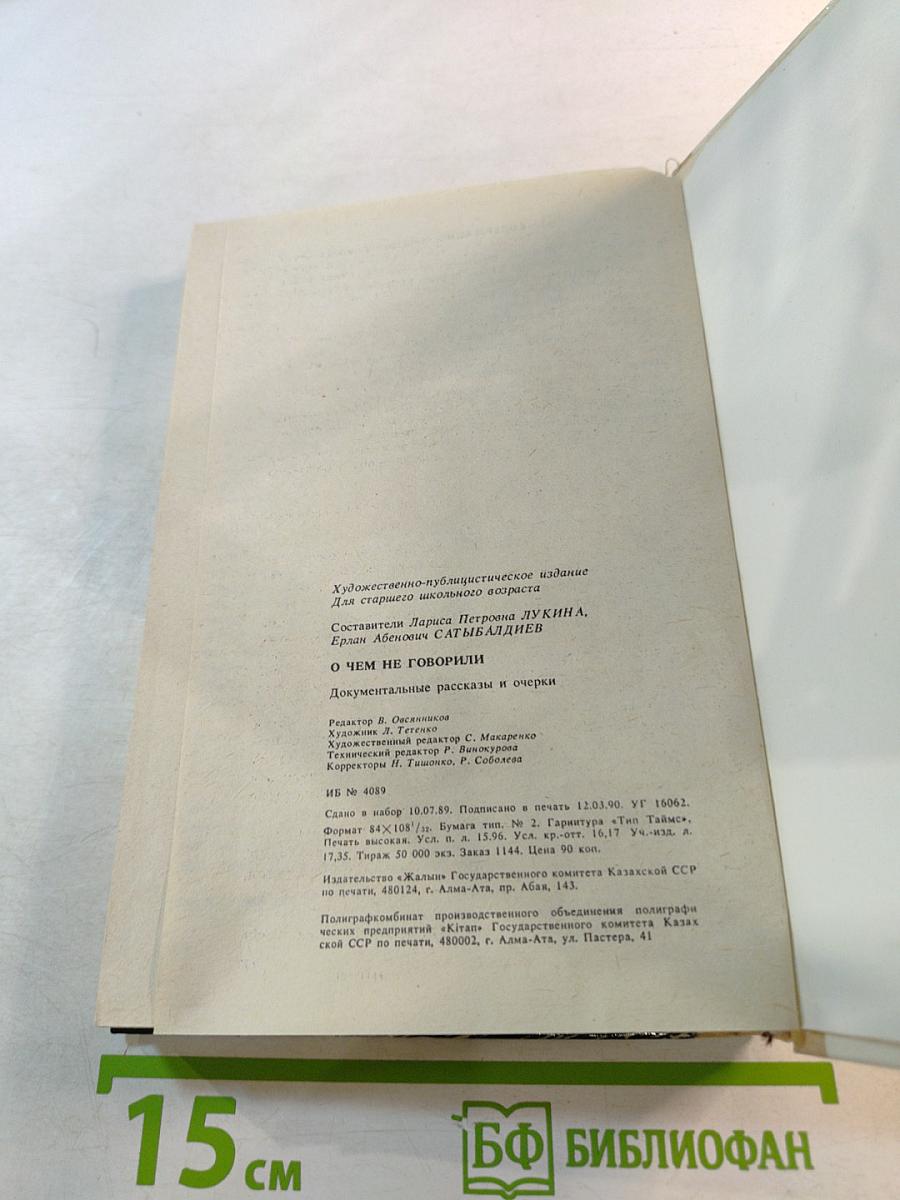 Художественно-публицистическое издание
Для старшего школьного возраста
Составители Лариса Петровна ЛУКИНА,
Ерлан Абенович САТЫБАЛДИЕВ
О ЧЕМ НЕ ГОВОРИЛИ
Документальные рассказы и очерки
Редактор В. Овсянников
Художник Л. Тетенко
Художественный редактор С. Макаренко
Технический редактор Р. Винокурова
Корректоры Н. Тишонко, Р. Соболева
ИБ № 4089
Сдано в набор 10.07.89. Подписано в печать 12.03.90. УГ 16062.
Формат 84×108¹/₃₂. Бумага тип. № 2. Гарнитура «Тип Таймс».
Печать высокая. Усл. п. л. 15.96. Усл. кр.-отт. 16,17 Уч.-изд. л.
17,35. Тираж 50 000 экз. Заказ 1144. Цена 90 коп.
Издательство «Жалын» Государственного комитета Казахской ССР
по печати, 480124, г. Алма-Ата, пр. Абая, 143.
Полиграфкомбинат производственного объединения полиграфи
ческих предприятий «Кітап» Государственного комитета Казах
ской ССР по печати, 480002, г. Алма-Ата, ул. Пастера, 41
15 см
БФ БИБЛИОФАН